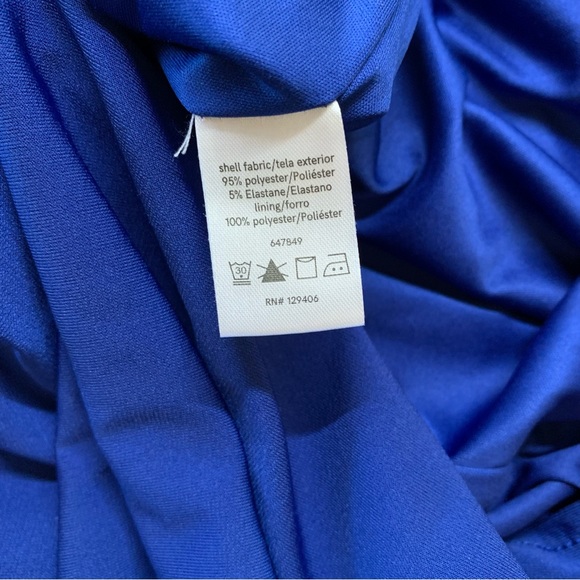 shell fabric/tela exterior
95% polyester/Poliéster
5% Elastane/Elastano
lining/forro
100% polyester/Poliéster
647849
30
RN# 129406